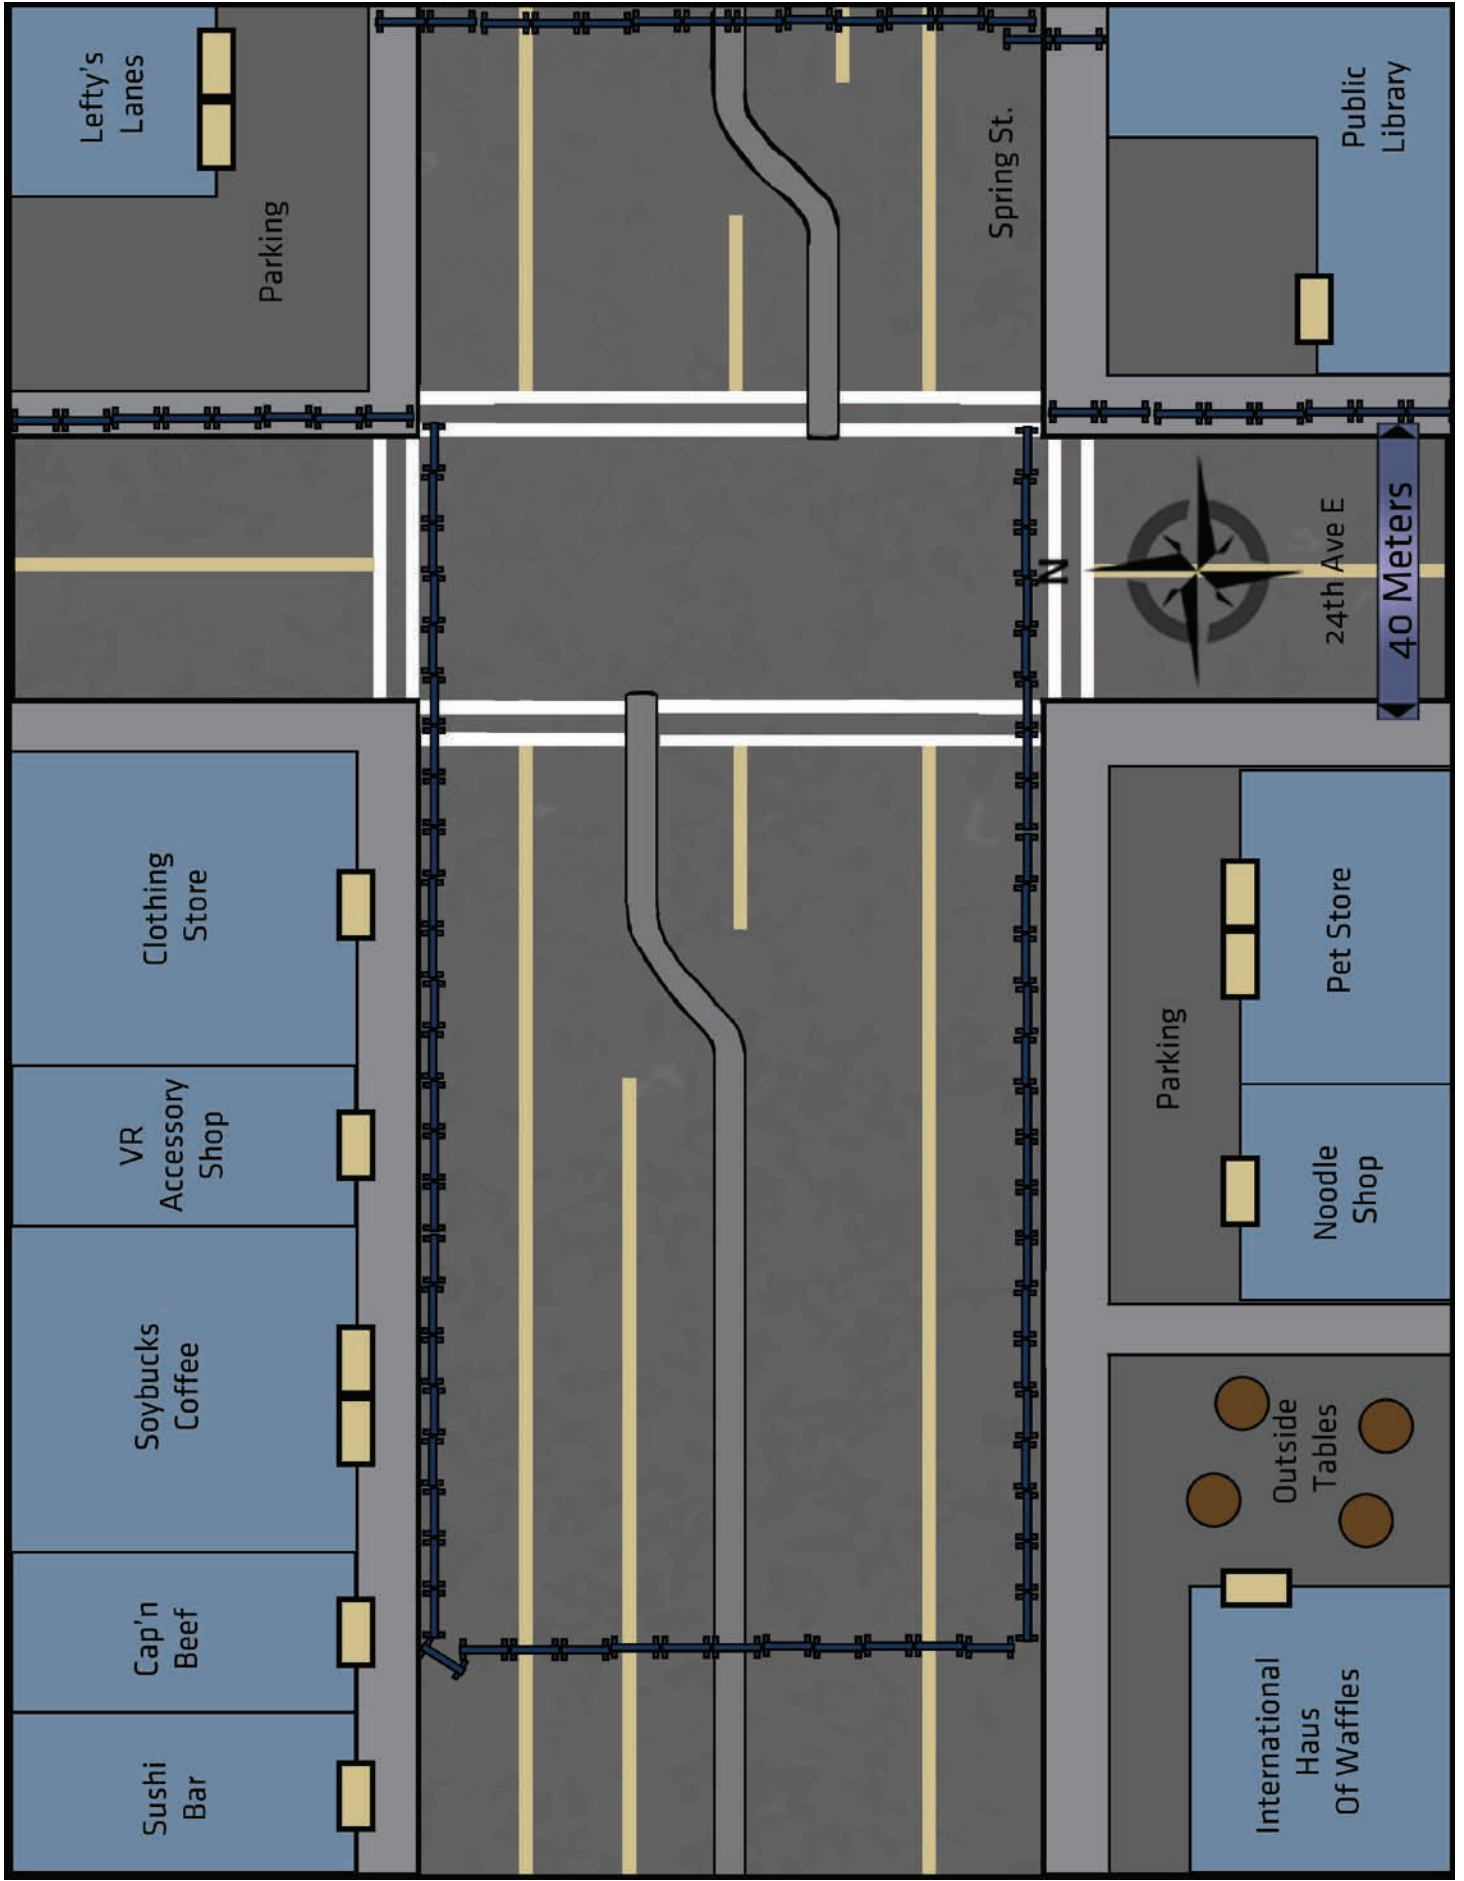 Lefty's
Lanes
Parking
Spring St.
Public
Library
N
24th Ave E
40 Meters
Clothing
Store
VR
Accessory
Shop
Soybucks
Coffee
Cap'n
Beef
Sushi
Bar
Parking
Pet Store
Noodle
Shop
Outside
Tables
International
Haus
Of Waffles